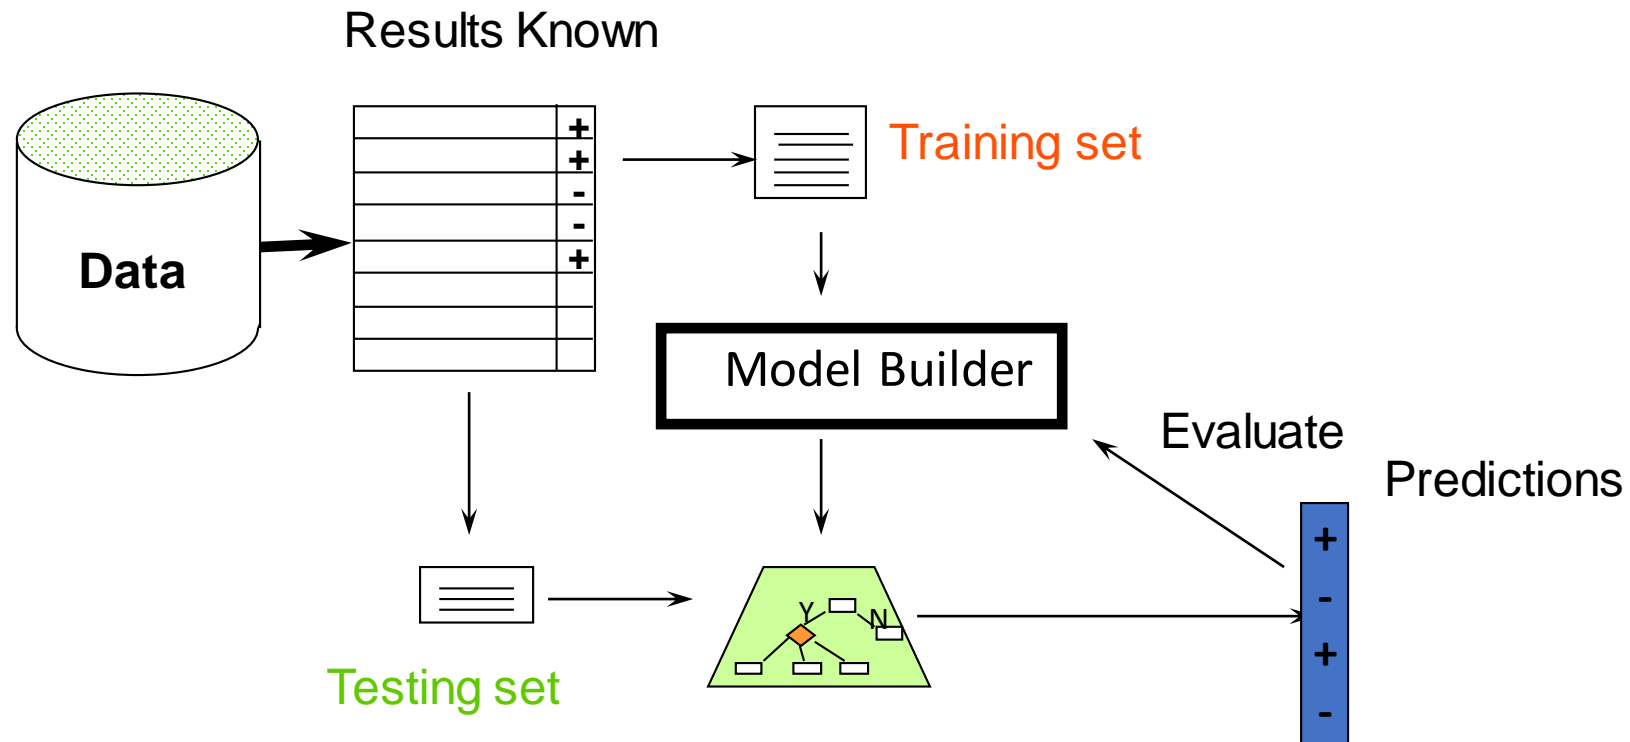 Results Known
+
+
-
-
+
Training set
Data
Model Builder
Evaluate
Predictions
+
-
+
-
Y
N
Testing set